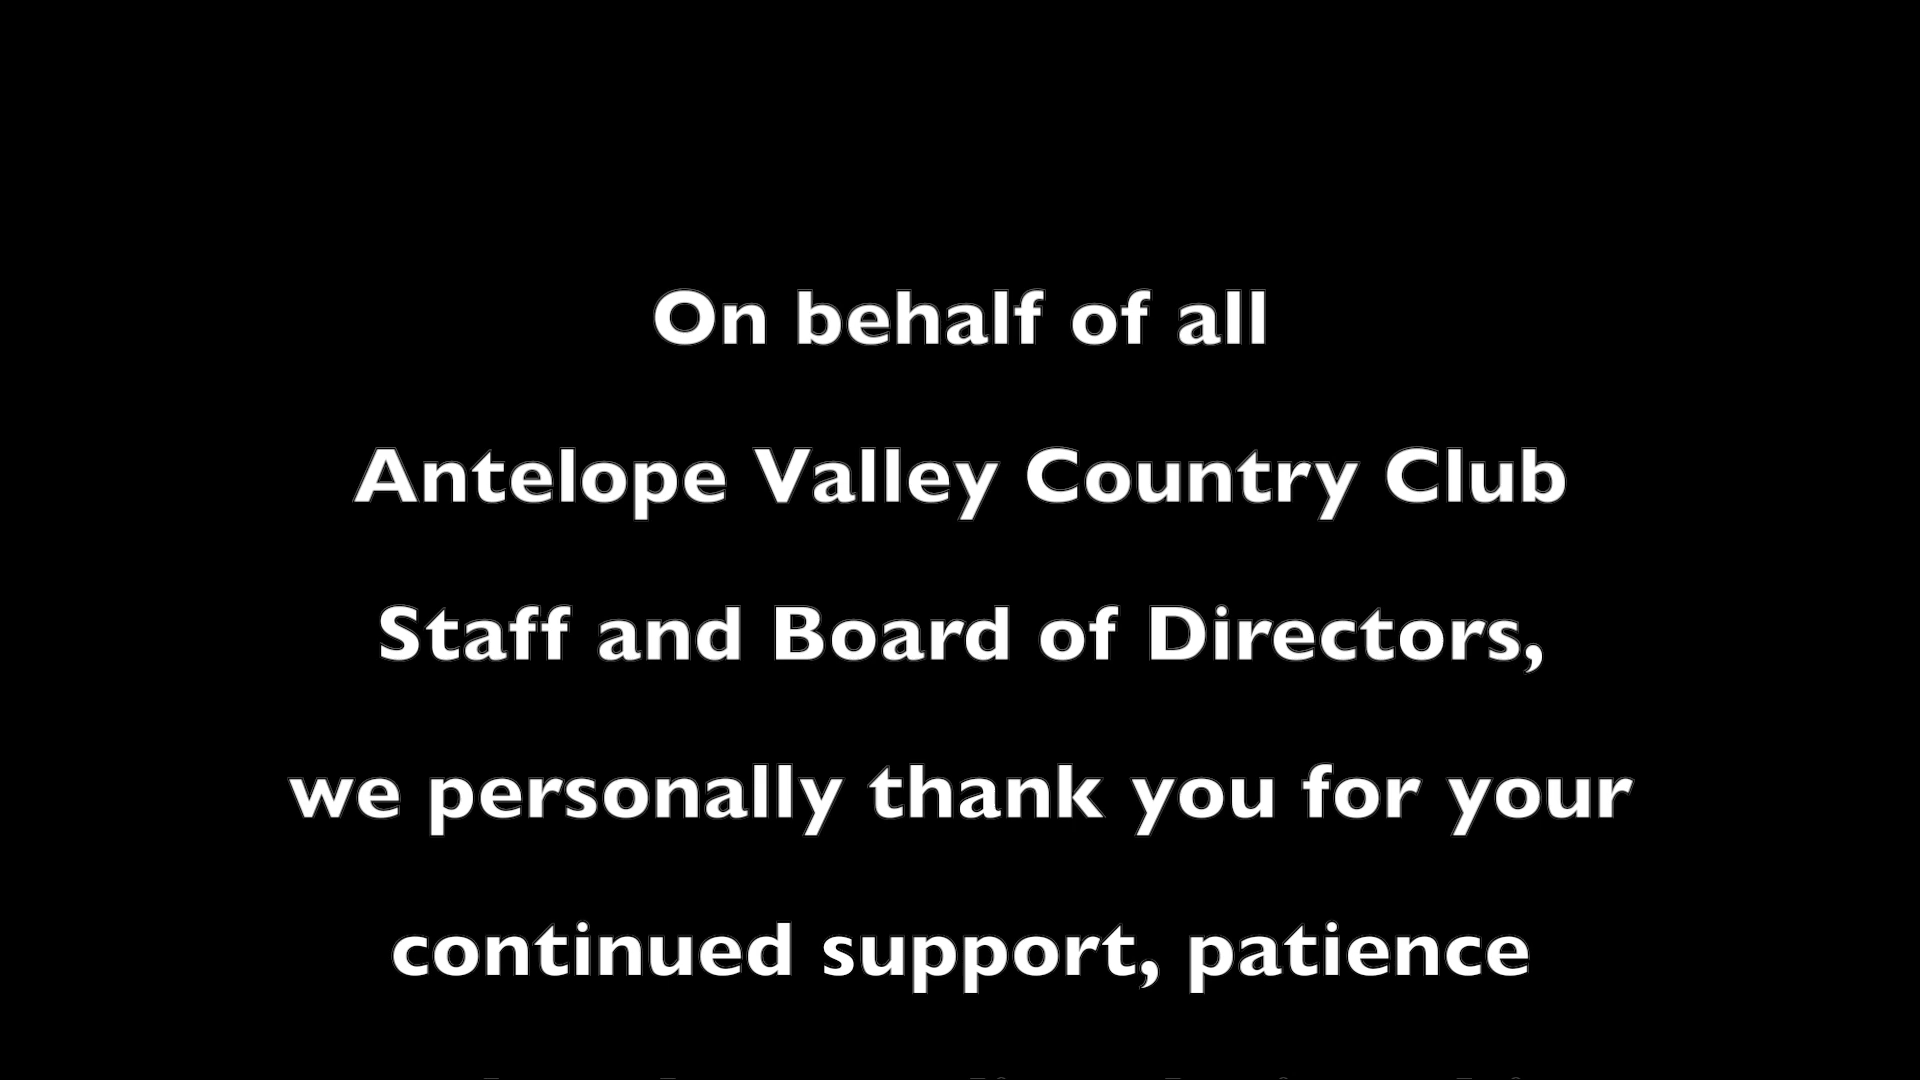 On behalf of all
Antelope Valley Country Club
Staff and Board of Directors,
we personally thank you for your
continued support, patience